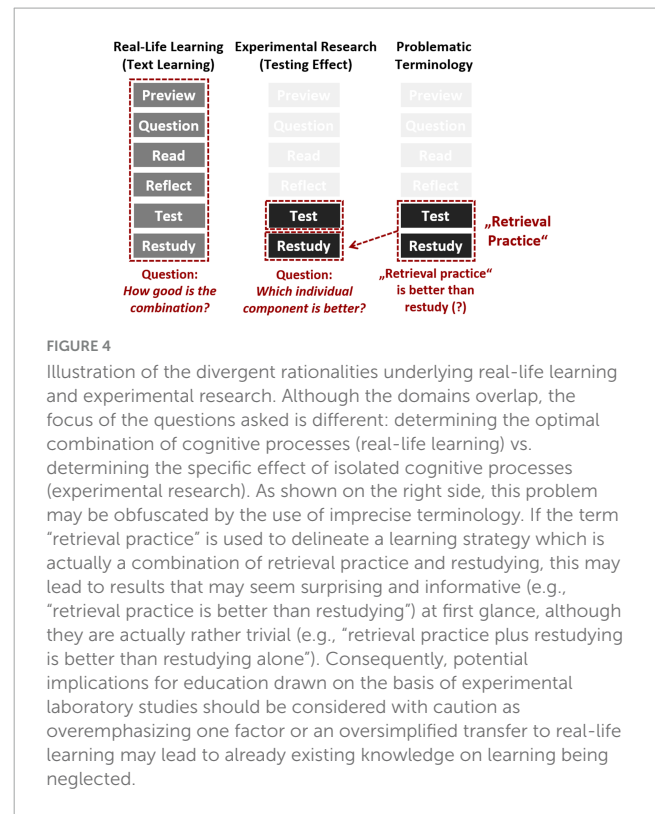 Real-Life Learning Experimental Research Problematic
(Text Learning) (Testing Effect) Terminology
Preview Preview Preview
Question Question Question
Read Read Read
Reflect Reflect Reflect
Test Test Test „Retrieval
Restudy Restudy Restudy Practice“
Question: Question: „Retrieval practice“
How good is the Which individual is better than
combination? component is better? restudy (?)
FIGURE 4
Illustration of the divergent rationalities underlying real-life learning
and experimental research. Although the domains overlap, the
focus of the questions asked is different: determining the optimal
combination of cognitive processes (real-life learning) vs.
determining the specific effect of isolated cognitive processes
(experimental research). As shown on the right side, this problem
may be obfuscated by the use of imprecise terminology. If the term
“retrieval practice” is used to delineate a learning strategy which is
actually a combination of retrieval practice and restudying, this may
lead to results that may seem surprising and informative (e.g.,
“retrieval practice is better than restudying”) at first glance, although
they are actually rather trivial (e.g., “retrieval practice plus restudying
is better than restudying alone”). Consequently, potential
implications for education drawn on the basis of experimental
laboratory studies should be considered with caution as
overemphasizing one factor or an oversimplified transfer to real-life
learning may lead to already existing knowledge on learning being
neglected.